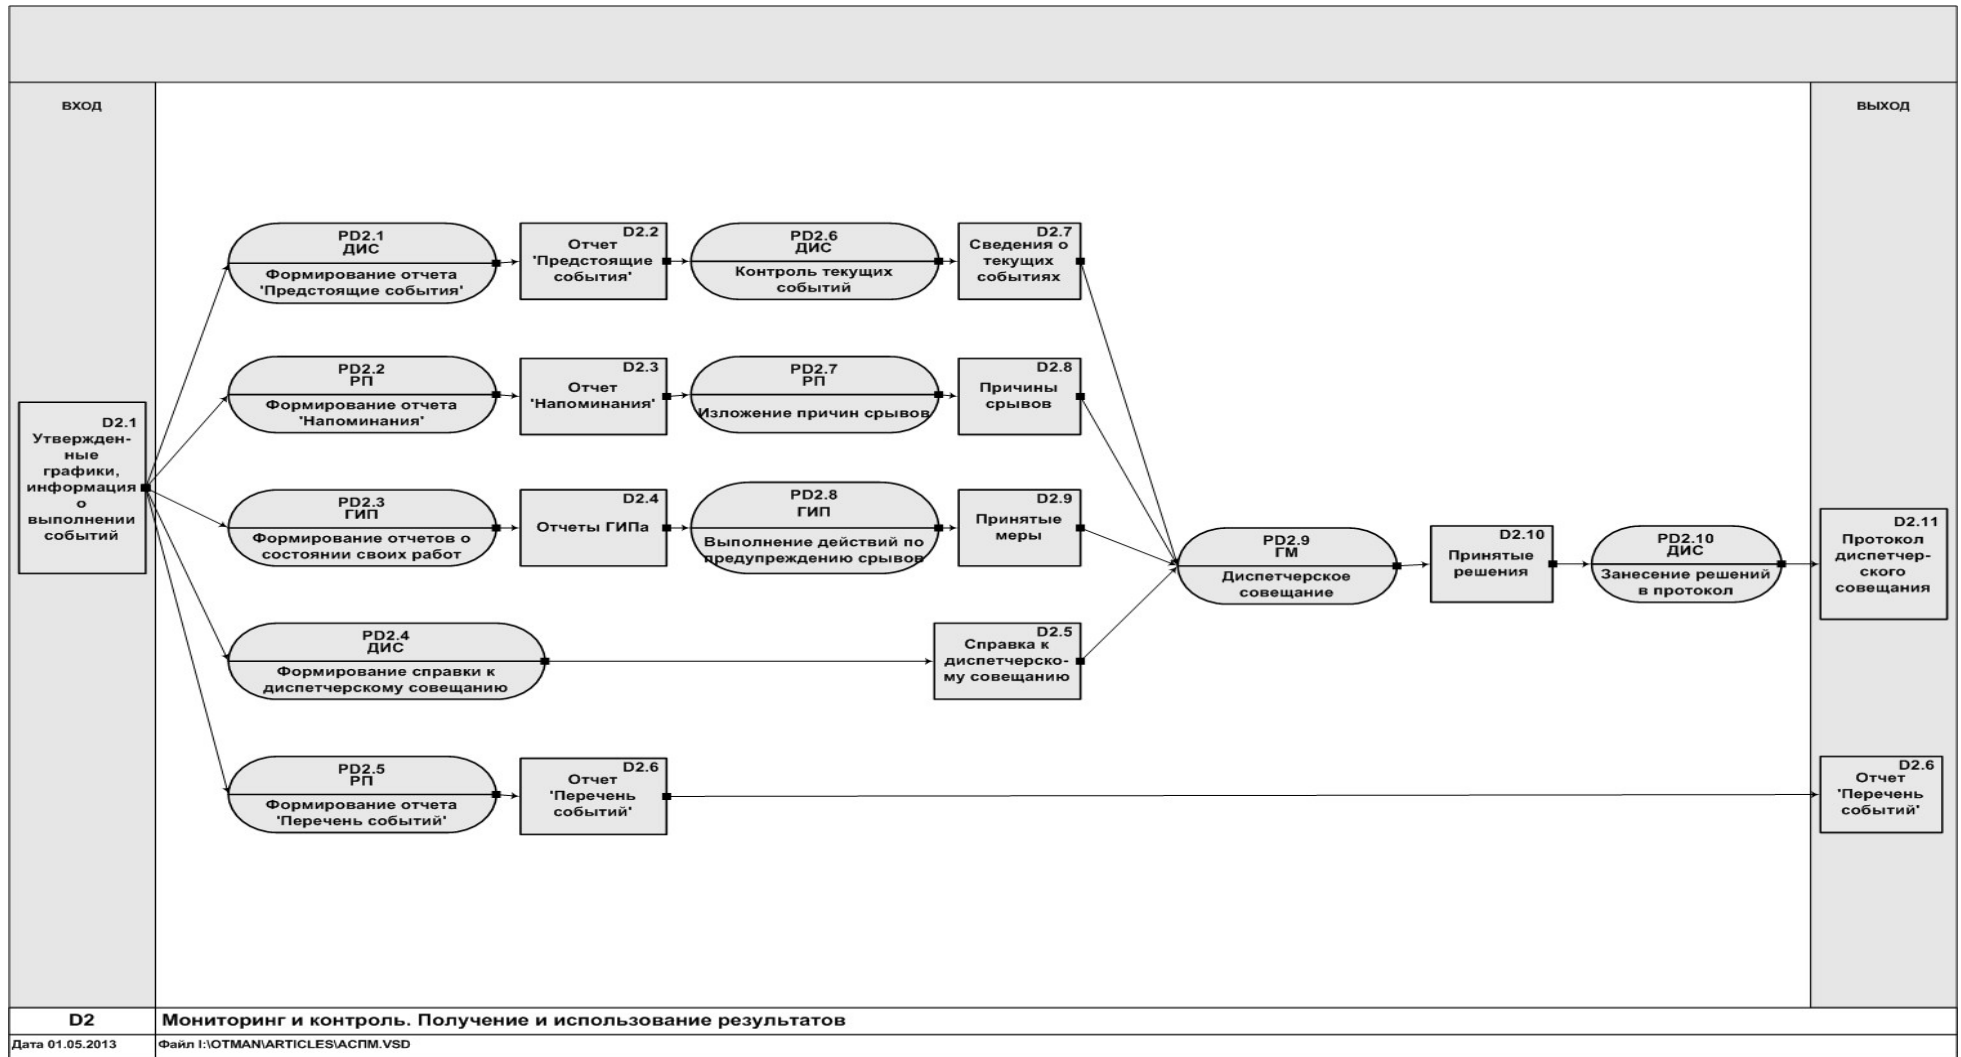 ВХОД
ВЫХОД
D2.1
Утвержден-
ные
графики,
информация
о
выполнении
событий
PD2.1
ДИС
Формирование отчета
'Предстоящие события'
D2.2
Отчет
'Предстоящие
события'
PD2.6
ДИС
Контроль текущих
событий
D2.7
Сведения о
текущих
событиях
PD2.2
РП
Формирование отчета
'Напоминания'
D2.3
Отчет
'Напоминания'
PD2.7
РП
Изложение причин срывов
D2.8
Причины
срывов
PD2.3
ГИП
Формирование отчетов о
состоянии своих работ
D2.4
Отчеты ГИПа
PD2.8
ГИП
Выполнение действий по
предупреждению срывов
D2.9
Принятые
меры
PD2.4
ДИС
Формирование справки к
диспетчерскому совещанию
D2.5
Справка к
диспетчерско-
му совещанию
PD2.5
РП
Формирование отчета
'Перечень событий'
D2.6
Отчет
'Перечень
событий'
PD2.9
ГМ
Диспетчерское
совещание
D2.10
Принятые
решения
PD2.10
ДИС
Занесение решений
в протокол
D2.11
Протокол
диспетчер-
ского
совещания
D2.6
Отчет
'Перечень
событий'
D2
Мониторинг и контроль. Получение и использование результатов
Дата 01.05.2013
Файл I:\OTMAN\ARTICLES\АСПМ.VSD